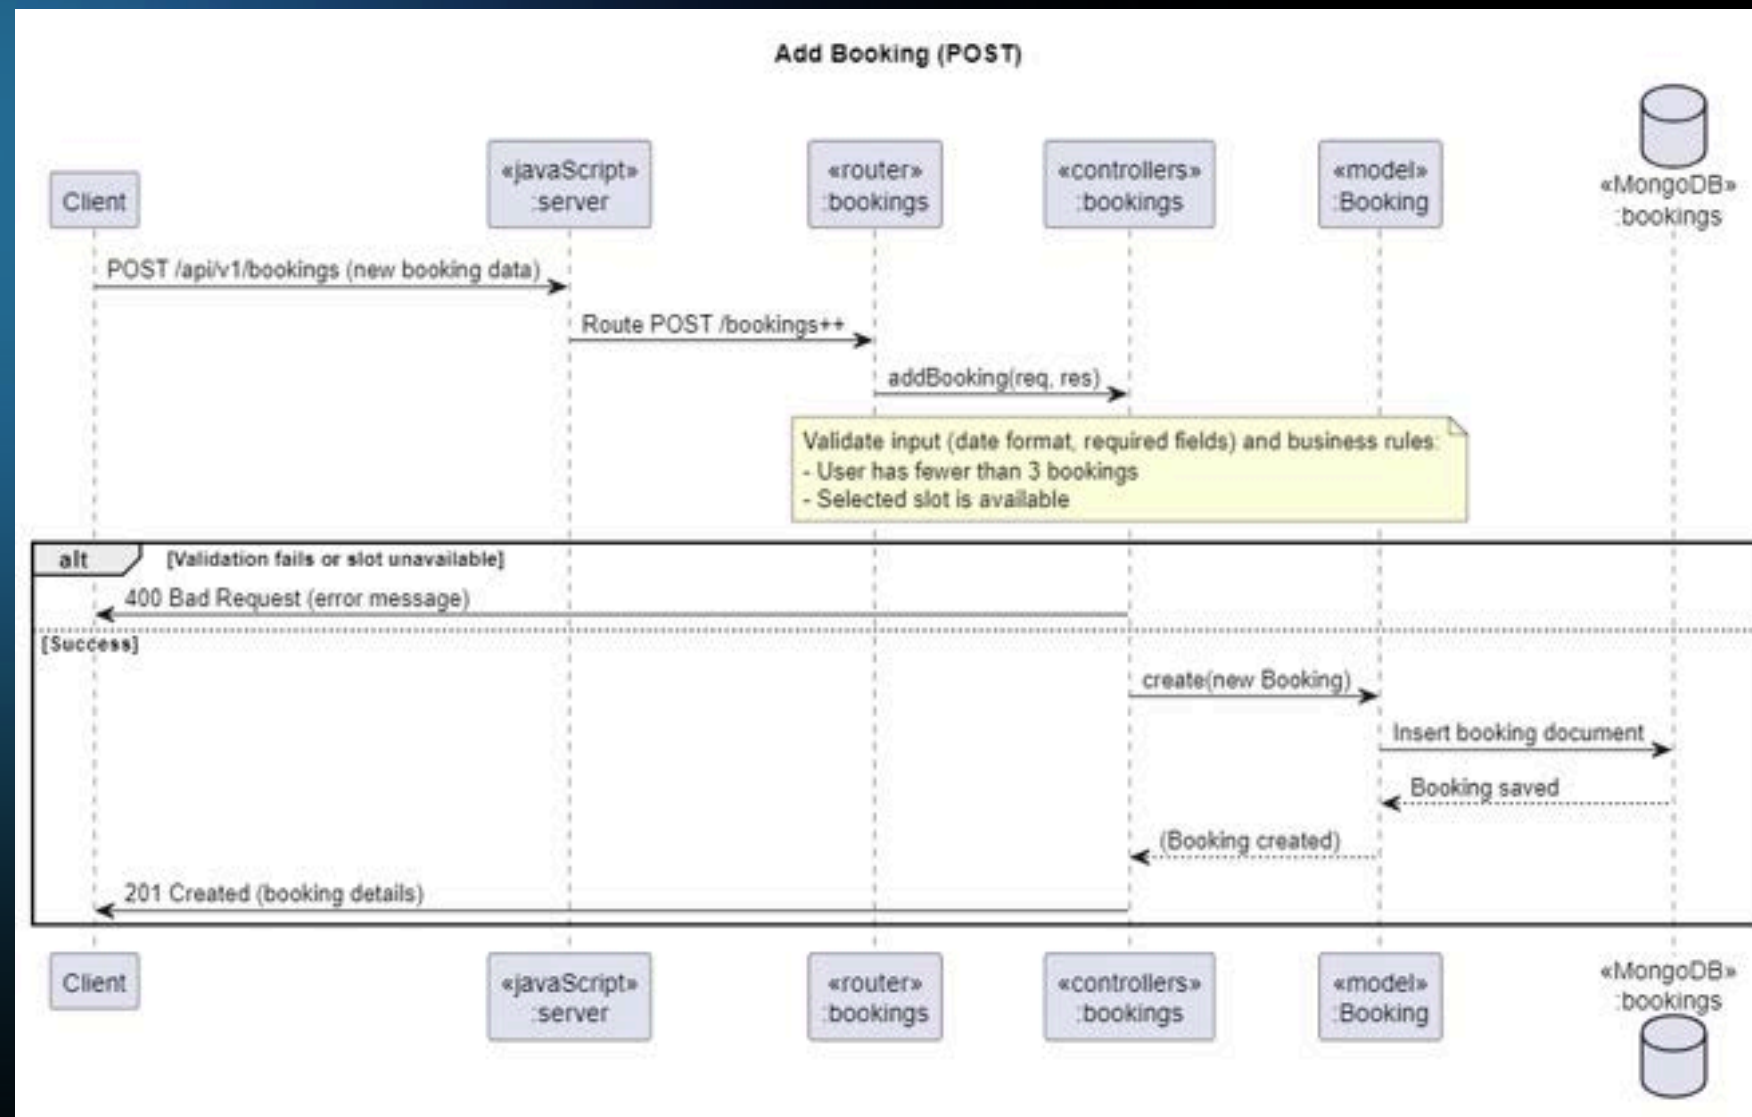 Add Booking (POST)
Client
«javaScript»
:server
«router»
:bookings
«controllers»
:bookings
«model»
:Booking
«MongoDB»
:bookings
POST /api/v1/bookings (new booking data)
Route POST /bookings++
addBooking(req, res)
Validate input (date format, required fields) and business rules:
- User has fewer than 3 bookings
- Selected slot is available
alt
[Validation fails or slot unavailable]
400 Bad Request (error message)
[Success]
create(new Booking)
Insert booking document
Booking saved
(Booking created)
201 Created (booking details)
Client
«javaScript»
:server
«router»
:bookings
«controllers»
:bookings
«model»
:Booking
«MongoDB»
:bookings